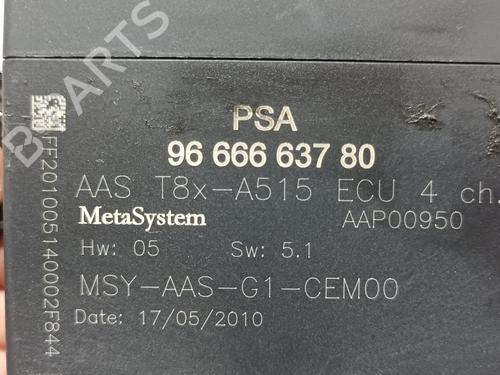 PSA
96 666 637 80
AAS T8x-A515 ECU 4 ch.
MetaSystem AAP00950
Hw: 05 Sw: 5.1
MSY-AAS-G1-CEM00
Date: 17/05/2010
FF201005140002F844
B-PARTS